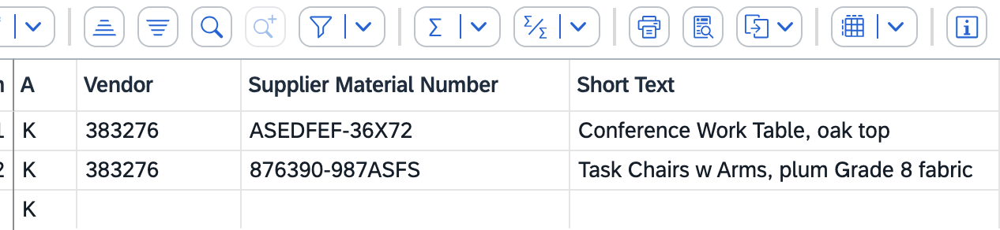 A Vendor Supplier Material Number Short Text
1 K 383276 ASEDFEF-36X72 Conference Work Table, oak top
2 K 383276 876390-987ASFS Task Chairs w Arms, plum Grade 8 fabric
K